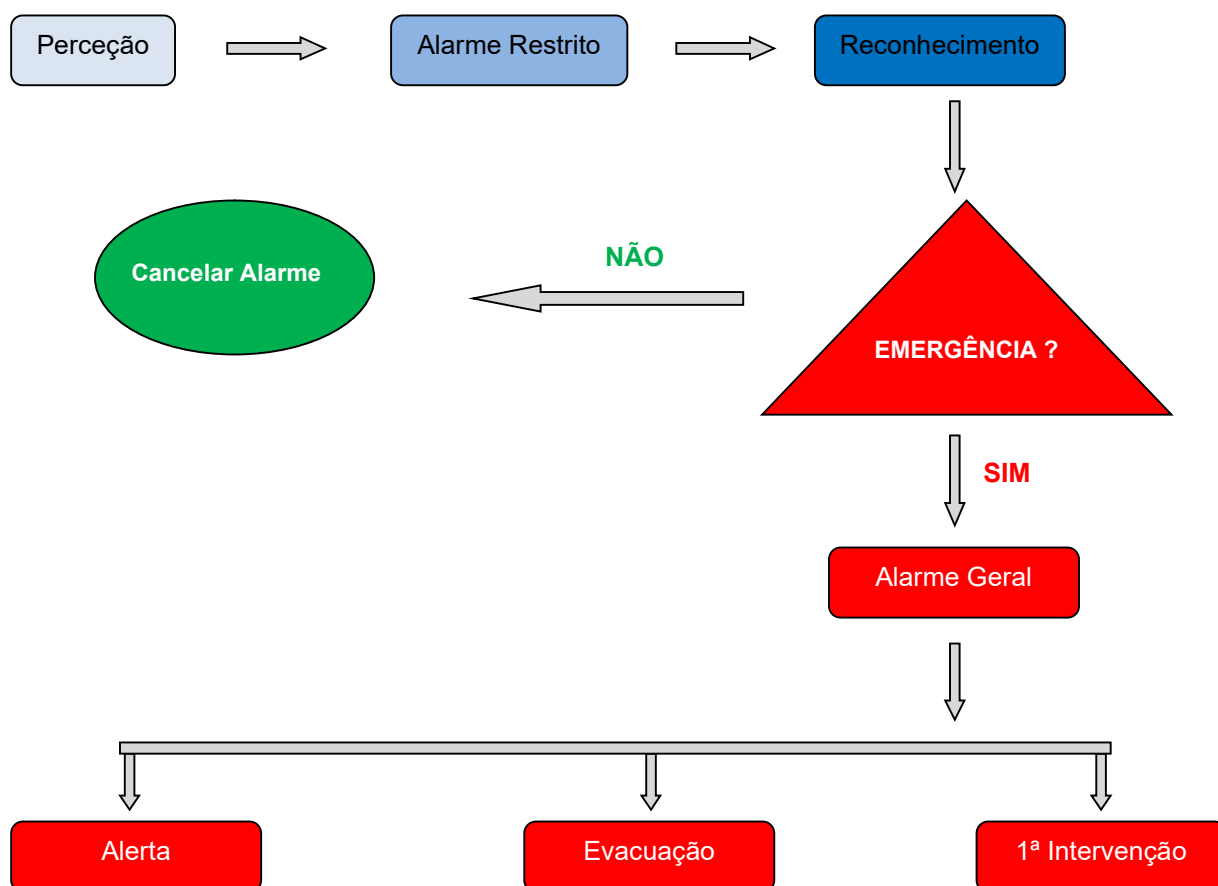 Perceção
Alarme Restrito
Reconhecimento
NÃO
Cancelar Alarme
EMERGÊNCIA ?
SIM
Alarme Geral
Alerta
Evacuação
1ª Intervenção